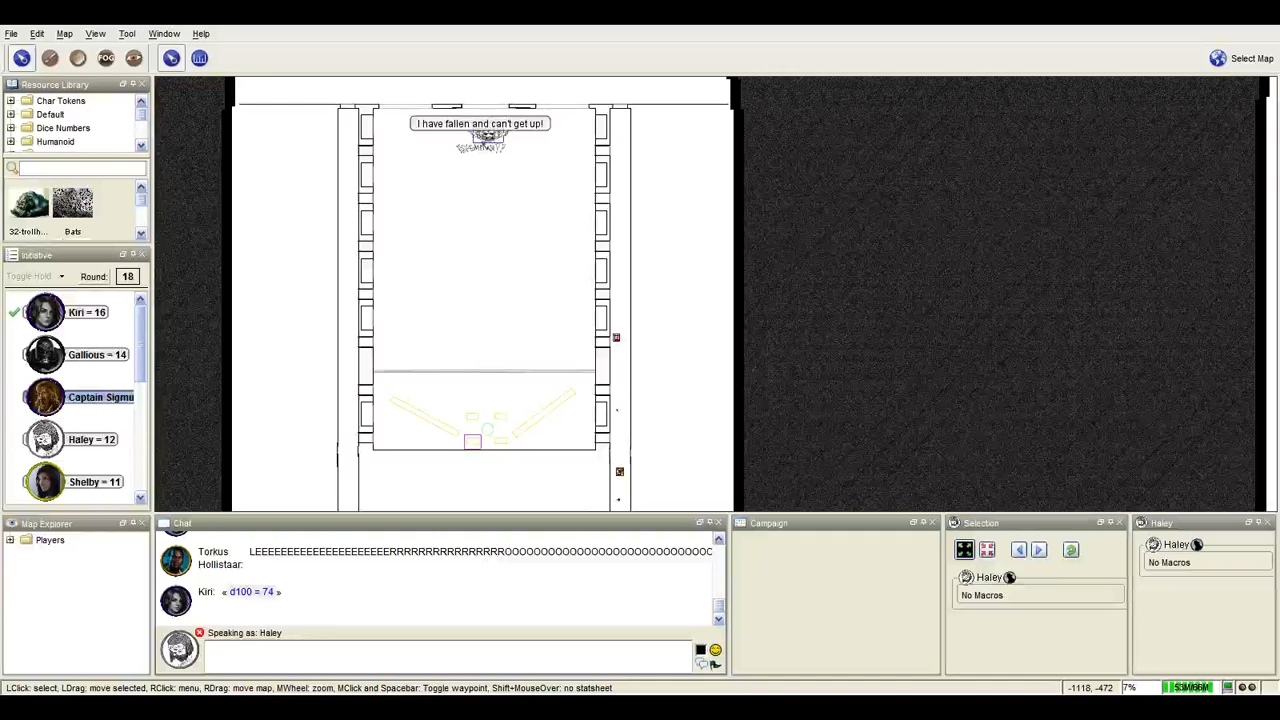 File Edit Map View Tool Window Help
FOG
Select Map
Resource Library
Char Tokens
Default
Dice Numbers
Humanoid
32-trollh...
Bats
Initiative
Toggle Hold
Round: 18
Kiri = 16
Gallious = 14
Captain Sigmu
Haley = 12
Shelby = 11
I have fallen and can't get up!
Map Explorer
Players
Chat
Torkus Hollistaar:
LEEEEEEEEEEEEEEEEEEEEEERRRRRRRRRRRRRRRRROOOOOOOOOOOOOOOOOOOOOOOOOOOC
Kiri: « d100 = 74 »
Speaking as: Haley
Campaign
Selection
Haley
No Macros
Haley
Haley
No Macros
LClick: select, LDrag: move selected, RClick: menu, RDrag: move map, MWheel: zoom, MClick and Spacebar: Toggle waypoint, Shift+MouseOver: no statsheet
-1118, -472
7%
53M/66M